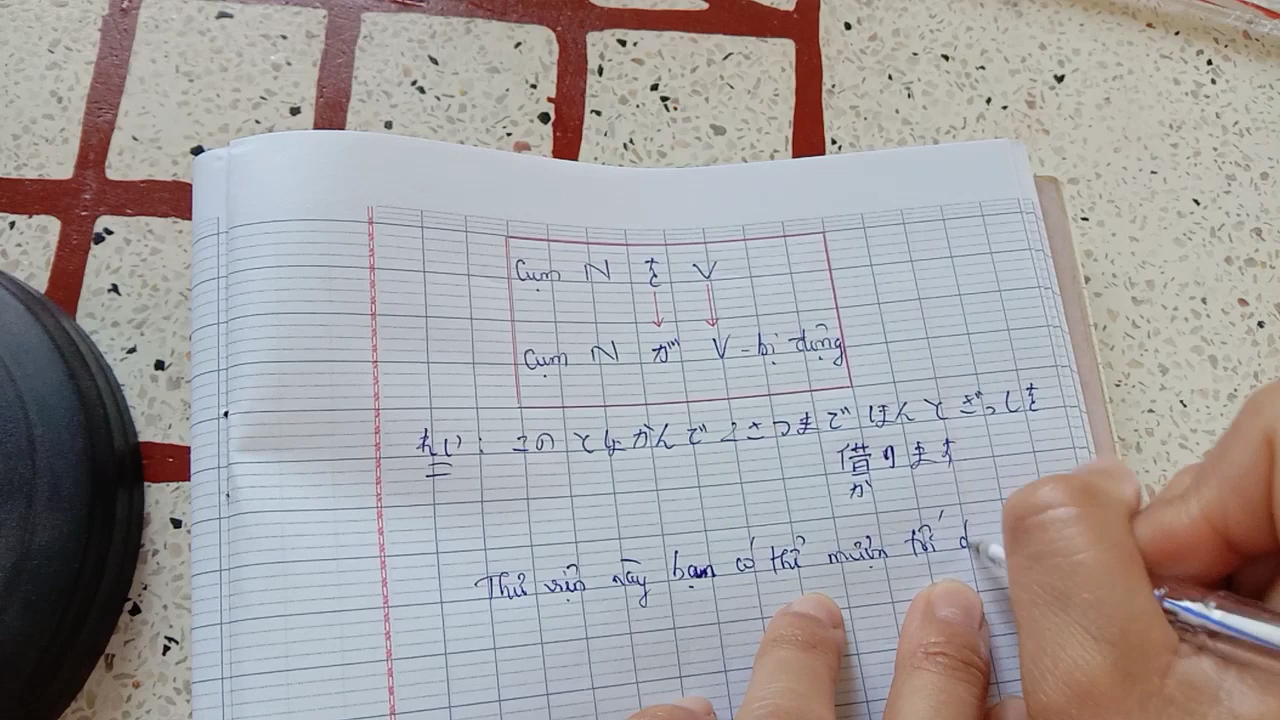 Cụm N を V
Cụm N が V - bị động
れい : このとしょかんで 2さつまで ほんとざっしを
借ります
か
Thư viện này bạn có thể mượn tối đ